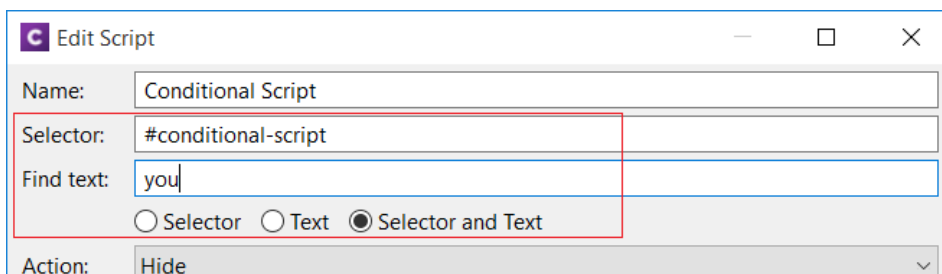 C Edit Script
Name: Conditional Script
Selector: #conditional-script
Find text: you
Selector Text Selector and Text
Action: Hide